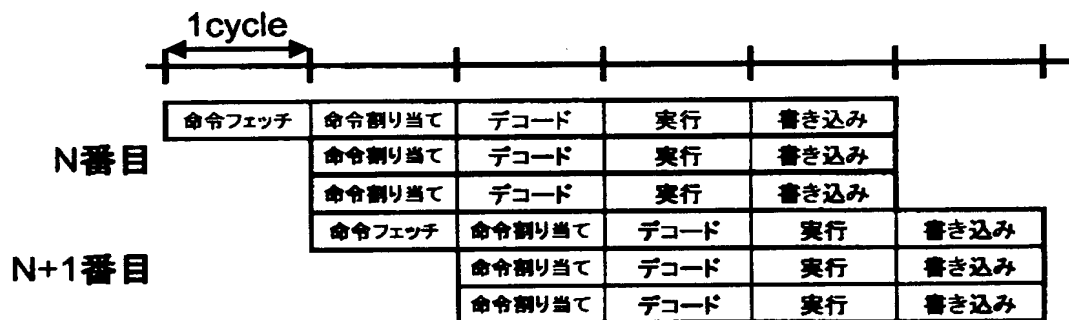 1cycle
命令フェッチ 命令割り当て デコード 実行 書き込み
N番目 命令割り当て デコード 実行 書き込み
命令割り当て デコード 実行 書き込み
命令フェッチ 命令割り当て デコード 実行 書き込み
N+1番目 命令割り当て デコード 実行 書き込み
命令割り当て デコード 実行 書き込み